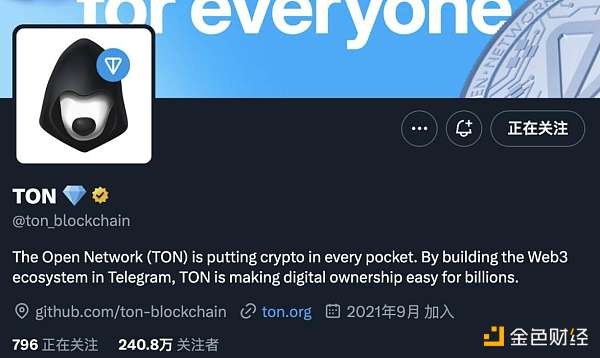 for everyone
正在关注
TON
@ton_blockchain
The Open Network (TON) is putting crypto in every pocket. By building the Web3
ecosystem in Telegram, TON is making digital ownership easy for billions.
github.com/ton-blockchain ton.org 2021年9月 加入
796 正在关注 240.8万 关注者
金色财经